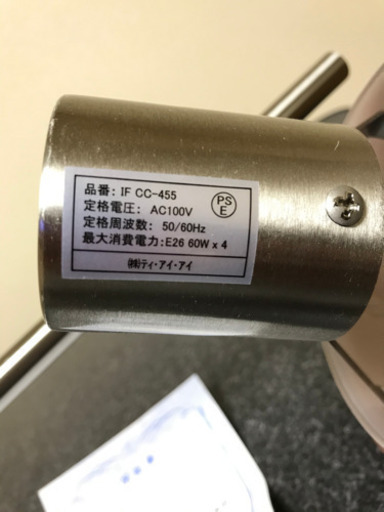 品番: IF CC-455
定格電圧: AC100V
定格周波数: 50/60Hz
最大消費電力:E26 60W x 4
㈱ティ・アイ・アイ
PS
E